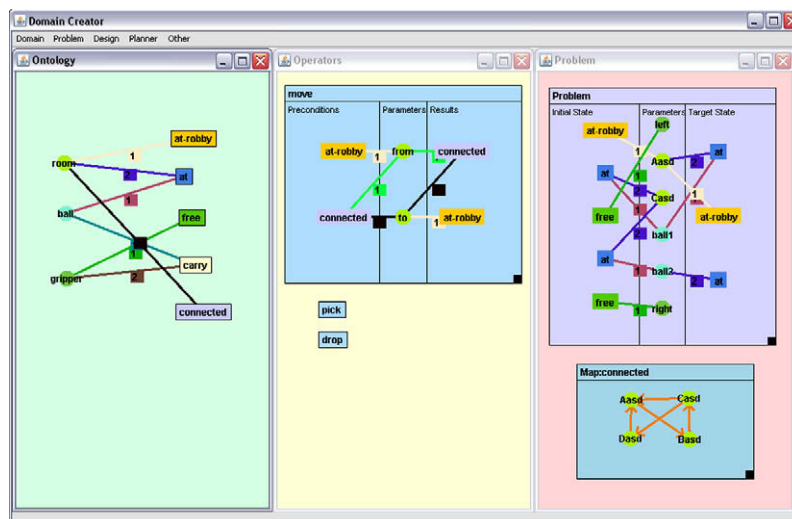 Domain Creator
Domain Problem Design Planner Other
Ontology
at-robby
1
room
2
at
ball
1
free
1
carry
gripper
2
connected
Operators
move
Preconditions Parameters Results
at-robby
1
from
connected
1
connected
to
1
at-robby
pick
drop
Problem
Problem
Initial State Parameters Target State
left
at-robby
1
at
Aasd
2
at
1
2
Casd
2
1
1
free
at-robby
2
ball1
at
1
ball2
2
at
free
1
right
Map:connected
Aasd Casd
Dasd Basd